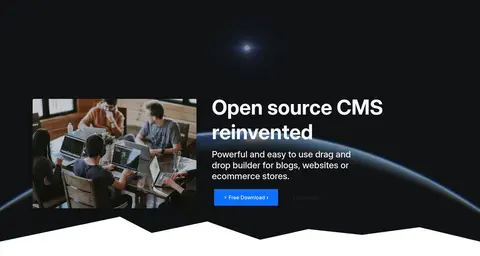 Open source CMS
reinvented
Powerful and easy to use drag and
drop builder for blogs, websites or
ecommerce stores.
Free Download